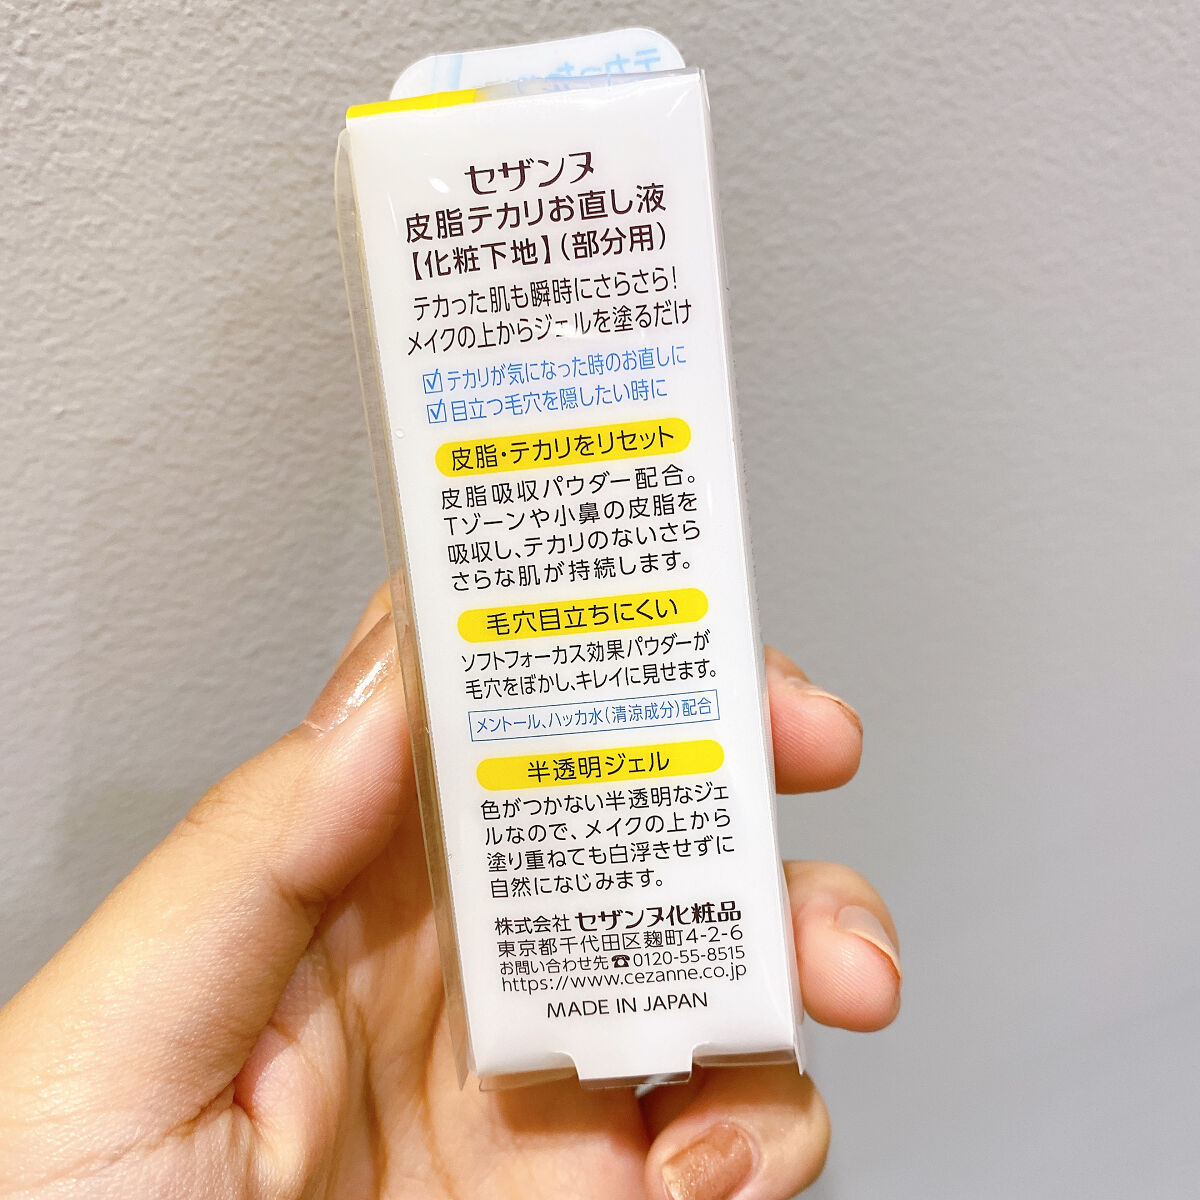 セザンヌ
皮脂テカリお直し液
【化粧下地】(部分用)
テカった肌も瞬時にさらさら!
メイクの上からジェルを塗るだけ
テカリが気になった時のお直しに
目立つ毛穴を隠したい時に
皮脂・テカリをリセット
皮脂吸収パウダー配合。
Tゾーンや小鼻の皮脂を
吸収し、テカリのないさら
さらな肌が持続します。
毛穴目立ちにくい
ソフトフォーカス効果パウダーが
毛穴をぼかし、キレイに見せます。
メントール、ハッカ水(清涼成分)配合
半透明ジェル
色がつかない半透明なジェ
ルなので、メイクの上から
塗り重ねても白浮きせずに
自然になじみます。
株式会社 セザンヌ化粧品
東京都千代田区麹町4-2-6
お問い合わせ先☎0120-55-8515
https://www.cezanne.co.jp
MADE IN JAPAN